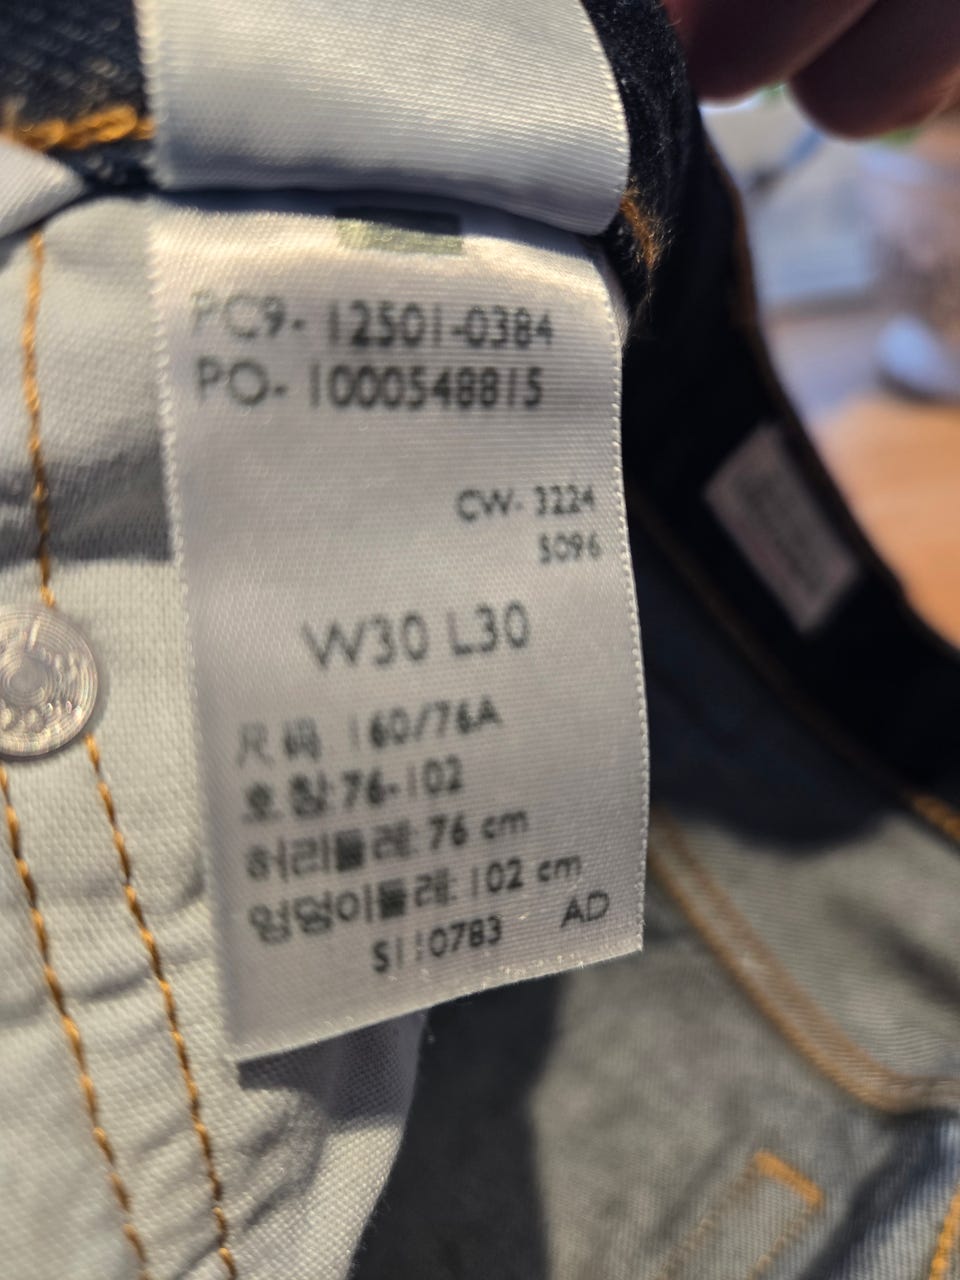 PC9- 12501-0384
PO- 1000548815
CW- 3224
5096
W30 L30
尺码 160/76A
호칭: 76-102
허리둘레: 76 cm
엉덩이둘레: 102 cm
S110783 AD